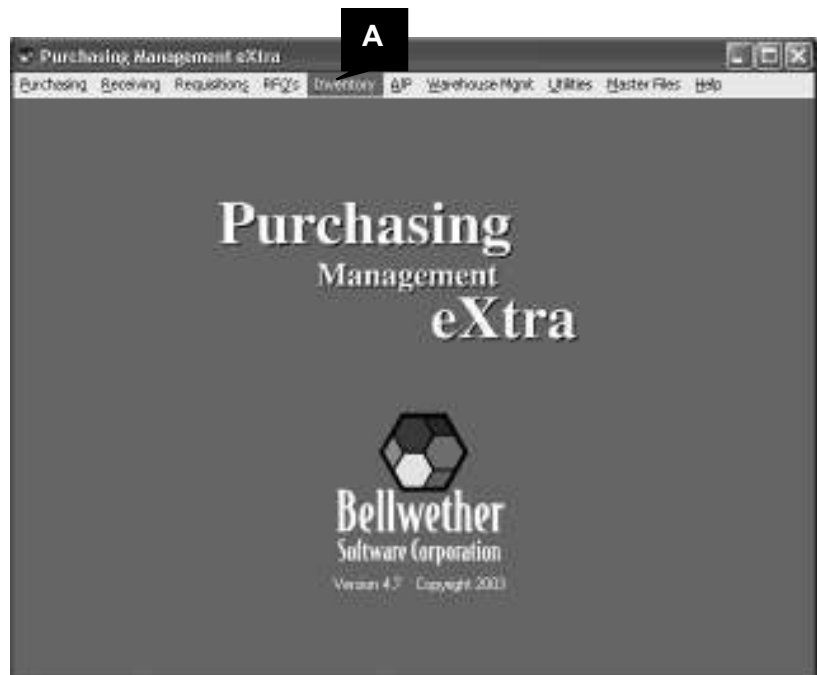 A
Purchasing Management eXtra
Purchasing Receiving Requisitions RFQ's Inventory A/P Warehouse Mgmt Utilities Master Files Help
Purchasing
Management
eXtra
Bellwether
Software Corporation
Version 4.7 Copyright 2003